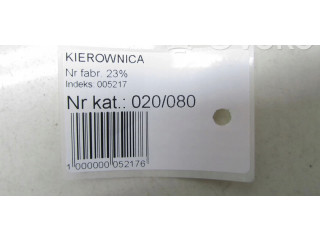 KIEROWNICA
Nr fabr. 23%
Indeks: 005217
Nr kat.: 020/080
1 000000 052176